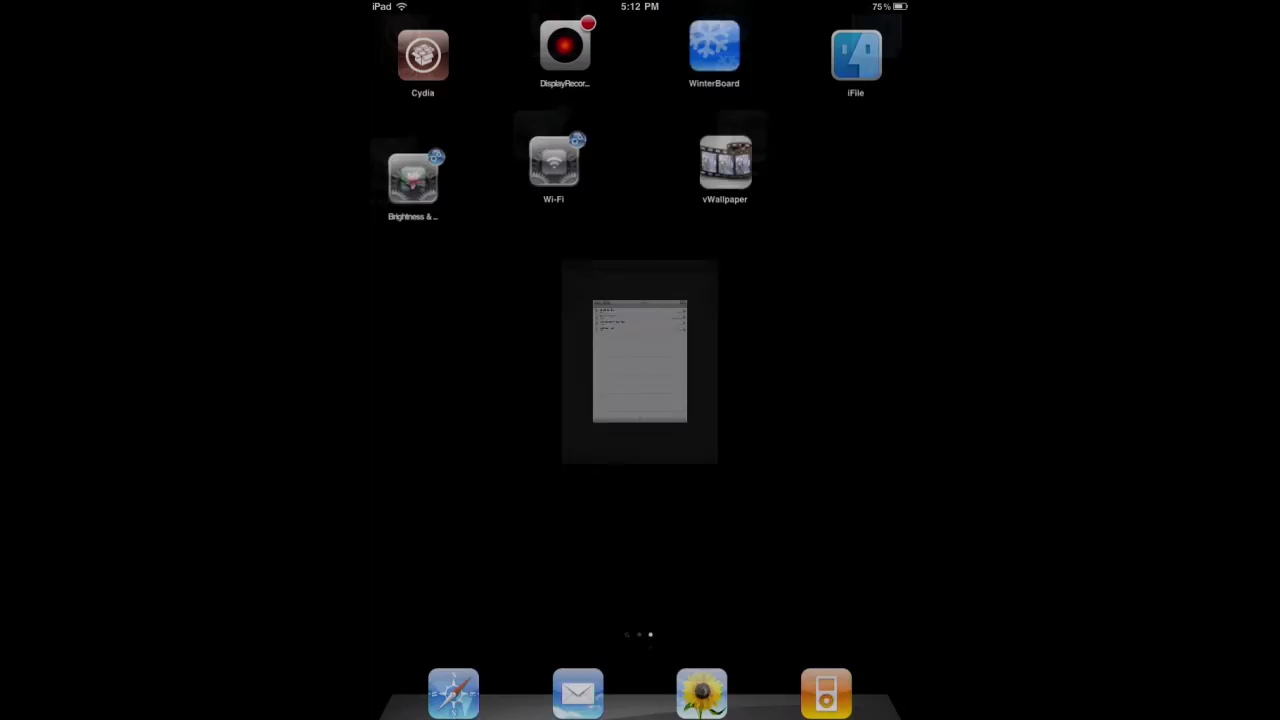 iPad 5:12 PM 75%
Cydia DisplayRecor... WinterBoard iFile
Brightness & ... Wi-Fi vWallpaper